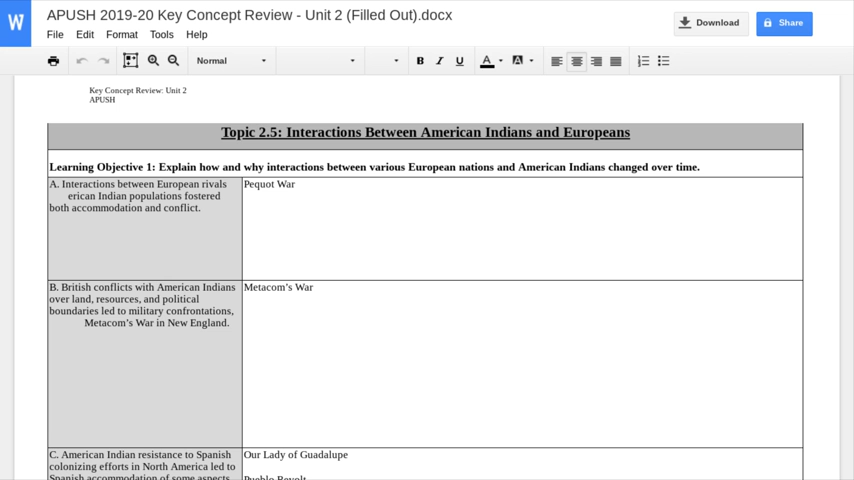 W
APUSH 2019-20 Key Concept Review - Unit 2 (Filled Out).docx
File Edit Format Tools Help
Download
Share
Normal
B I U A A
Key Concept Review: Unit 2
APUSH
Topic 2.5: Interactions Between American Indians and Europeans
Learning Objective 1: Explain how and why interactions between various European nations and American Indians changed over time.
A. Interactions between European rivals
erican Indian populations fostered
both accommodation and conflict.
Pequot War
B. British conflicts with American Indians
over land, resources, and political
boundaries led to military confrontations,
Metacom’s War in New England.
Metacom’s War
C. American Indian resistance to Spanish
colonizing efforts in North America led to
Spanish accommodation of some aspects
Our Lady of Guadalupe
Pueblo Revolt